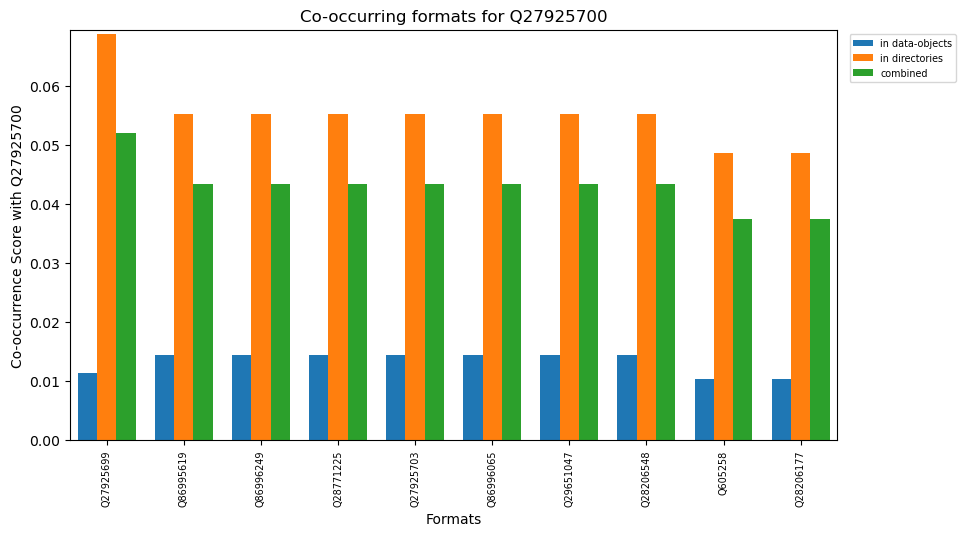 Co-occurring formats for Q27925700
in data-objects
in directories
combined
Co-occurrence Score with Q27925700
0.06
0.05
0.04
0.03
0.02
0.01
0.00
Q27925699
Q86995619
Q86996249
Q28771225
Q27925703
Q86996065
Q29651047
Q28206548
Q605258
Q28206177
Formats